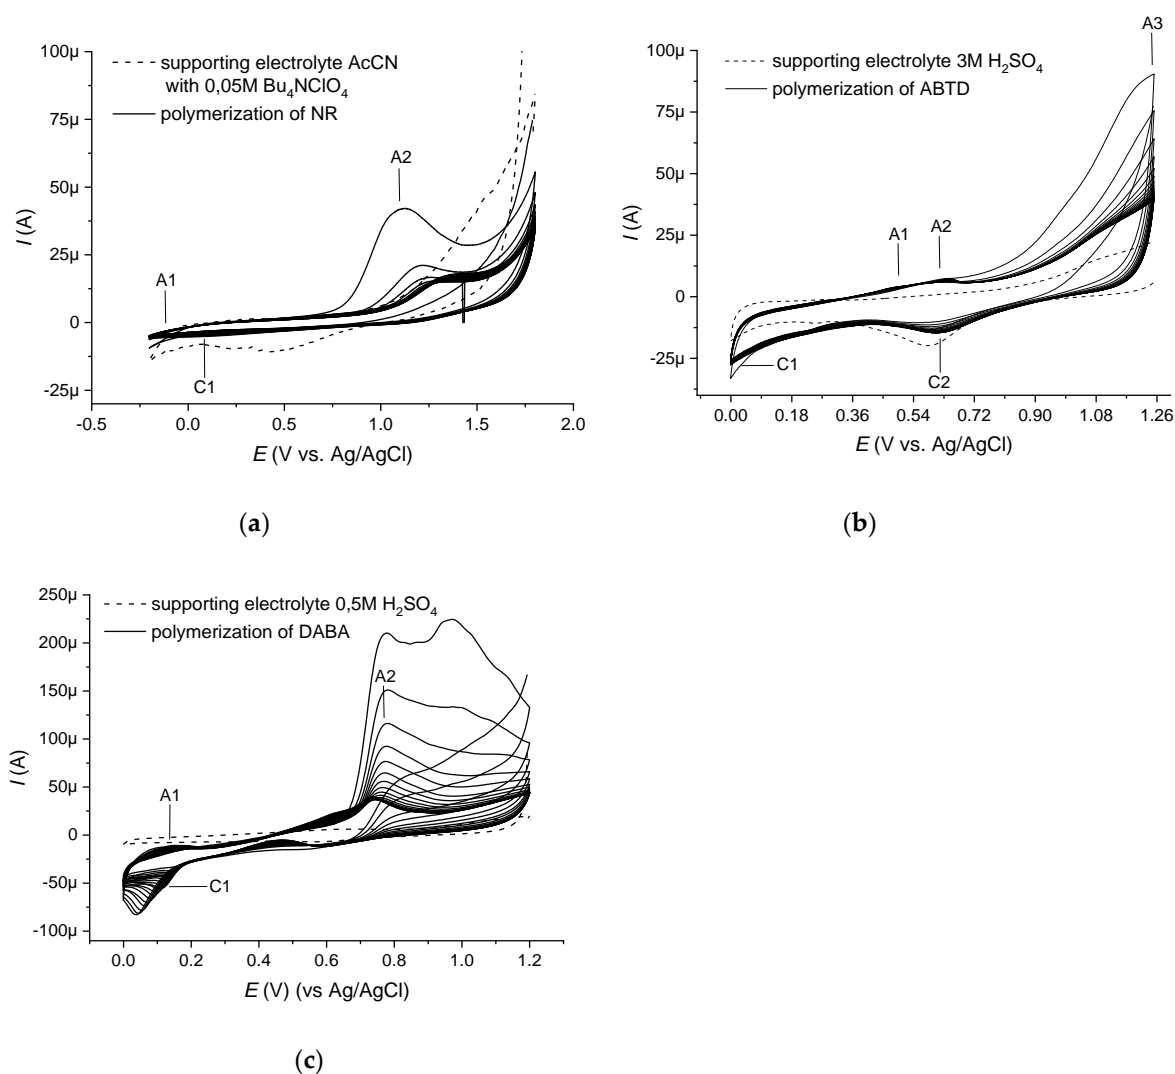 100µ
75µ
50µ
25µ
0
-25µ
I (A)
supporting electrolyte AcCN
with 0,05M Bu₄NClO₄
polymerization of NR
A2
A1
C1
-0.5
0.0
0.5
1.0
1.5
2.0
E (V vs. Ag/AgCl)
(a)
100µ
75µ
50µ
25µ
0
-25µ
I (A)
supporting electrolyte 3M H₂SO₄
polymerization of ABTD
A3
A1
A2
C1
C2
0.00
0.18
0.36
0.54
0.72
0.90
1.08
1.26
E (V vs. Ag/AgCl)
(b)
250µ
200µ
150µ
100µ
50µ
0
-50µ
-100µ
I (A)
supporting electrolyte 0,5M H₂SO₄
polymerization of DABA
A2
A1
C1
0.0
0.2
0.4
0.6
0.8
1.0
1.2
E (V) (vs Ag/AgCl)
(c)